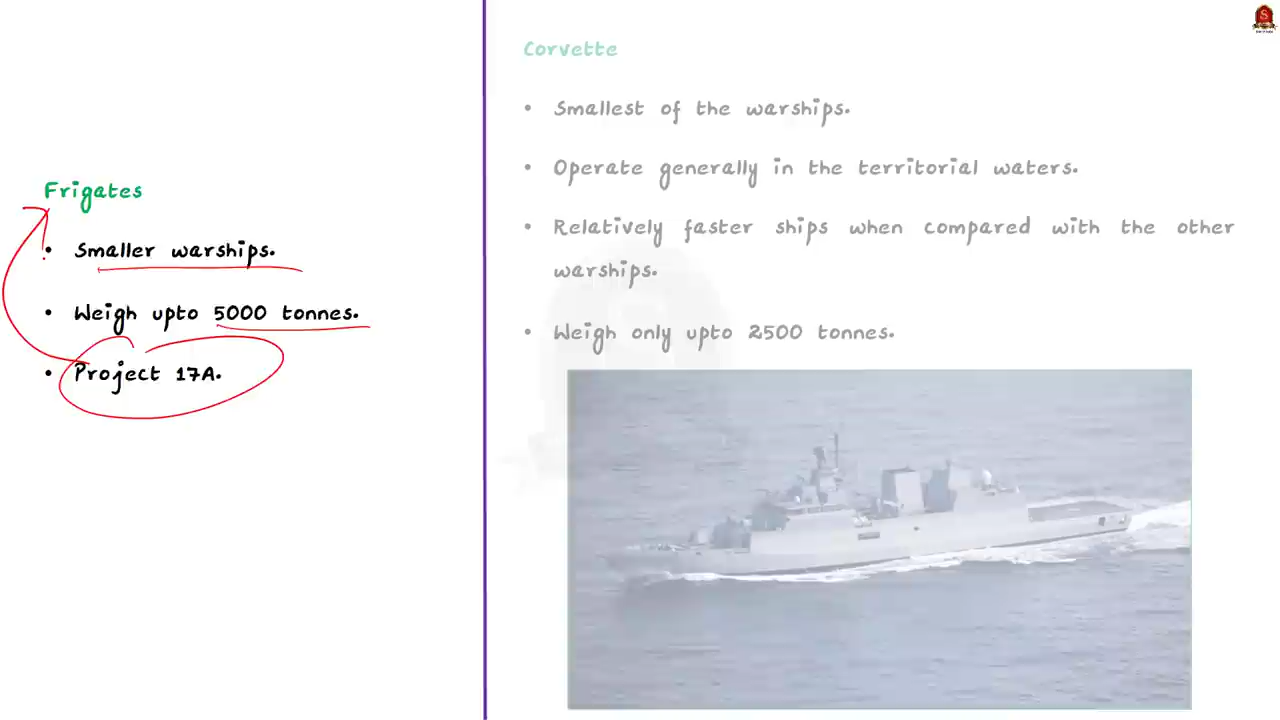 Frigates
• Smaller warships.
• Weigh upto 5000 tonnes.
• Project 17A.
Corvette
• Smallest of the warships.
• Operate generally in the territorial waters.
• Relatively faster ships when compared with the other
warships.
• Weigh only upto 2500 tonnes.